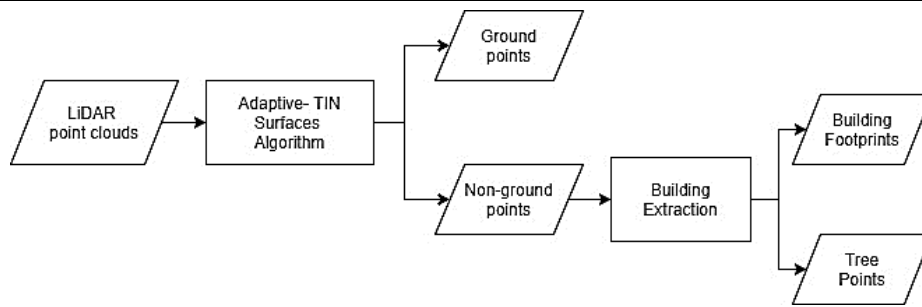 LiDAR
point clouds
Adaptive- TIN
Surfaces
Algorithm
Ground
points
Non-ground
points
Building
Extraction
Building
Footprints
Tree
Points